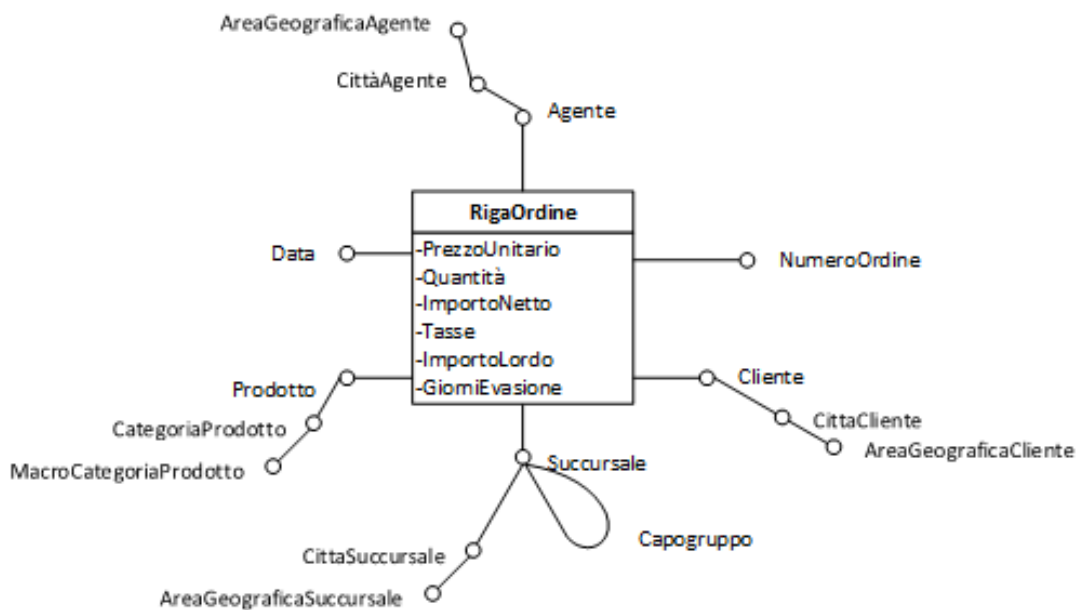 AreaGeograficaAgente
CittàAgente
Agente
RigaOrdine
-PrezzoUnitario
-Quantità
-ImportoNetto
-Tasse
-ImportoLordo
-GiorniEvasione
Data
NumeroOrdine
Prodotto
CategoriaProdotto
MacroCategoriaProdotto
Cliente
CittaCliente
AreaGeograficaCliente
Succursale
Capogruppo
CittaSuccursale
AreaGeograficaSuccursale